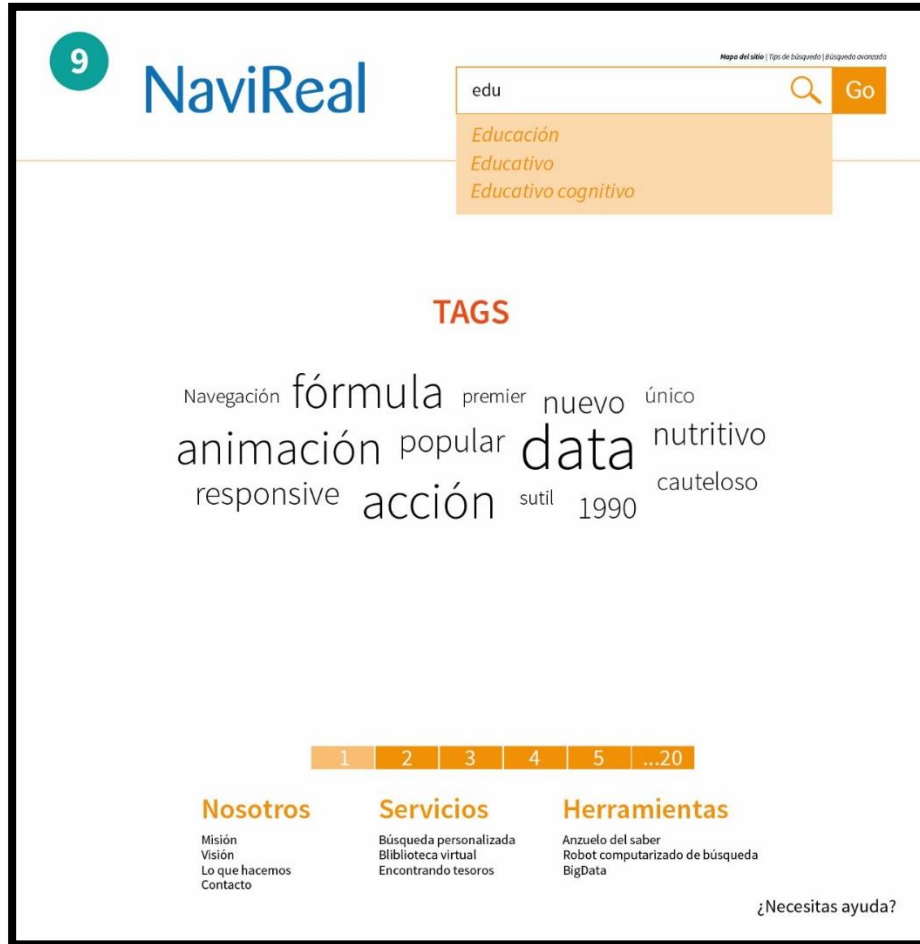 9
NaviReal
Mapa del sitio | Tips de búsqueda | Búsqueda avanzada
edu
Go
Educación
Educativo
Educativo cognitivo
TAGS
Navegación fórmula premier nuevo único
animación popular data nutritivo
responsive acción sutil 1990 cauteloso
1 2 3 4 5 ...20
Nosotros
Misión
Visión
Lo que hacemos
Contacto
Servicios
Búsqueda personalizada
Bliblioteca virtual
Encontrando tesoros
Herramientas
Anzuelo del saber
Robot computarizado de búsqueda
BigData
¿Necesitas ayuda?